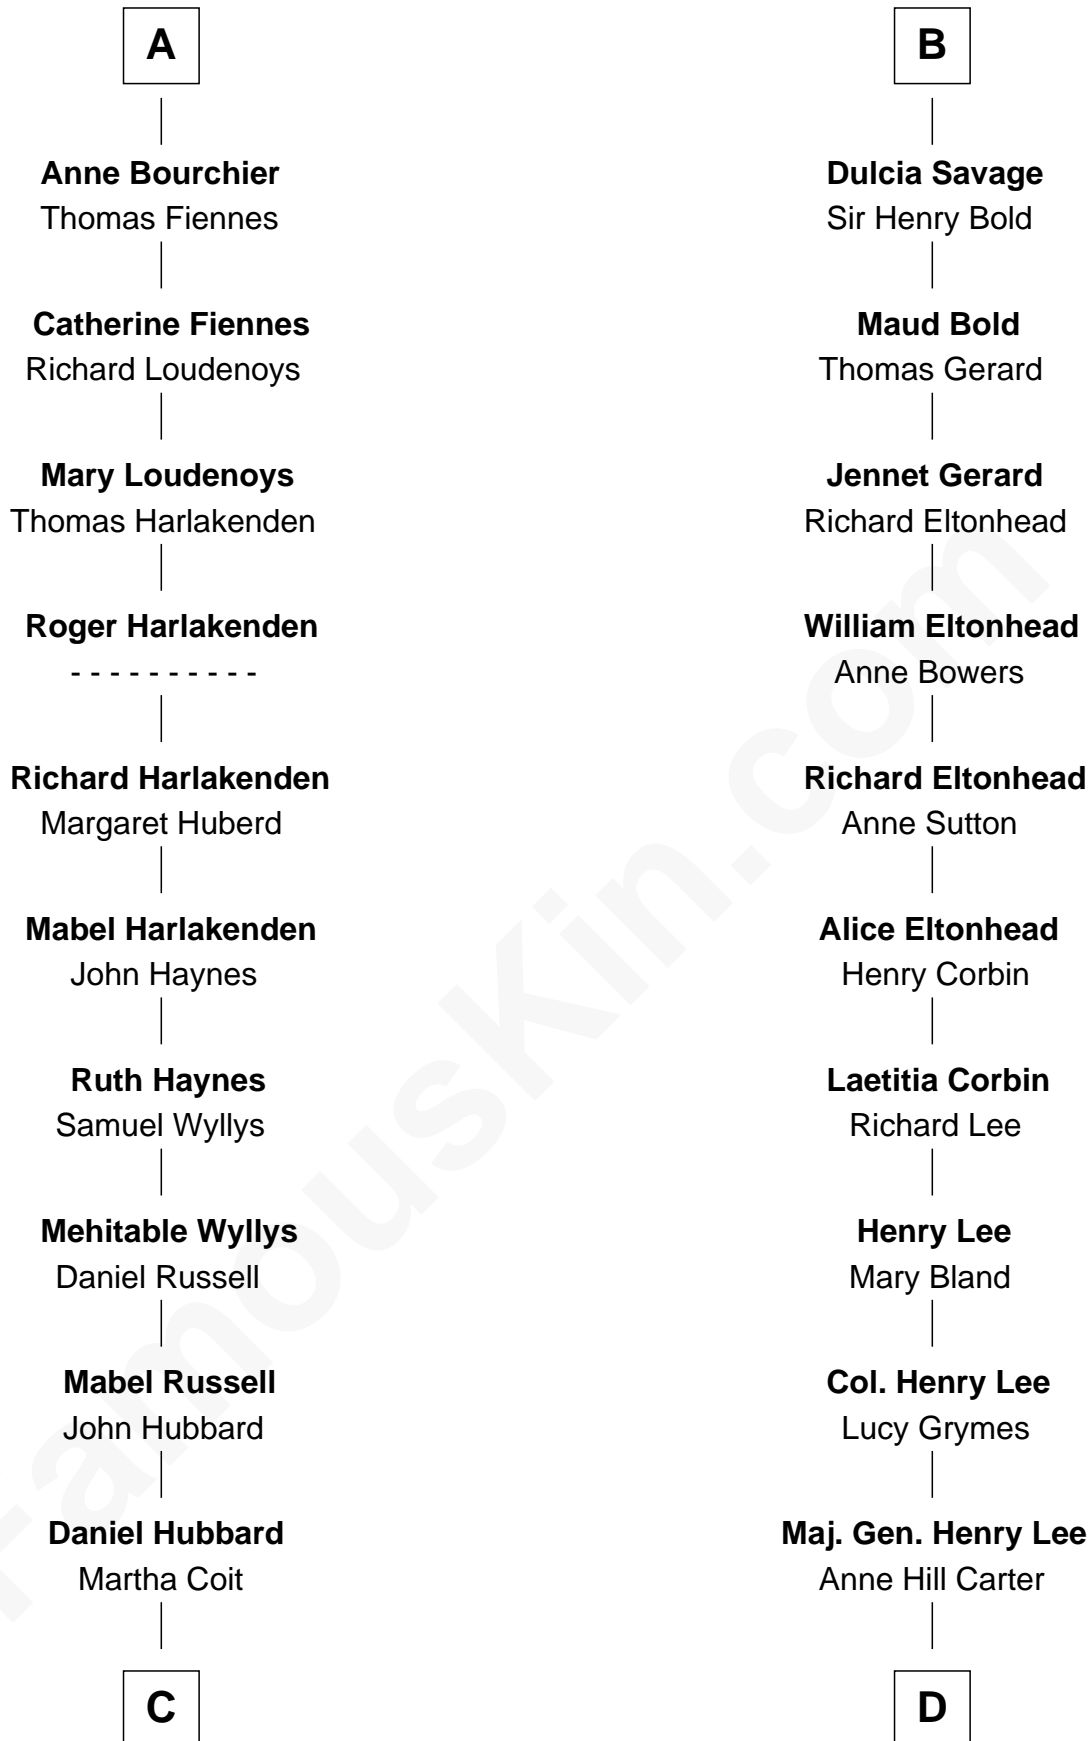 A
Anne Bourchier
Thomas Fiennes
Catherine Fiennes
Richard Loudenoys
Mary Loudenoys
Thomas Harlakenden
Roger Harlakenden
- - - - - - - - - -
Richard Harlakenden
Margaret Huberd
Mabel Harlakenden
John Haynes
Ruth Haynes
Samuel Wyllys
Mehitable Wyllys
Daniel Russell
Mabel Russell
John Hubbard
Daniel Hubbard
Martha Coit
C
B
Dulcia Savage
Sir Henry Bold
Maud Bold
Thomas Gerard
Jennet Gerard
Richard Eltonhead
William Eltonhead
Anne Bowers
Richard Eltonhead
Anne Sutton
Alice Eltonhead
Henry Corbin
Laetitia Corbin
Richard Lee
Henry Lee
Mary Bland
Col. Henry Lee
Lucy Grymes
Maj. Gen. Henry Lee
Anne Hill Carter
D
FamousKin.com